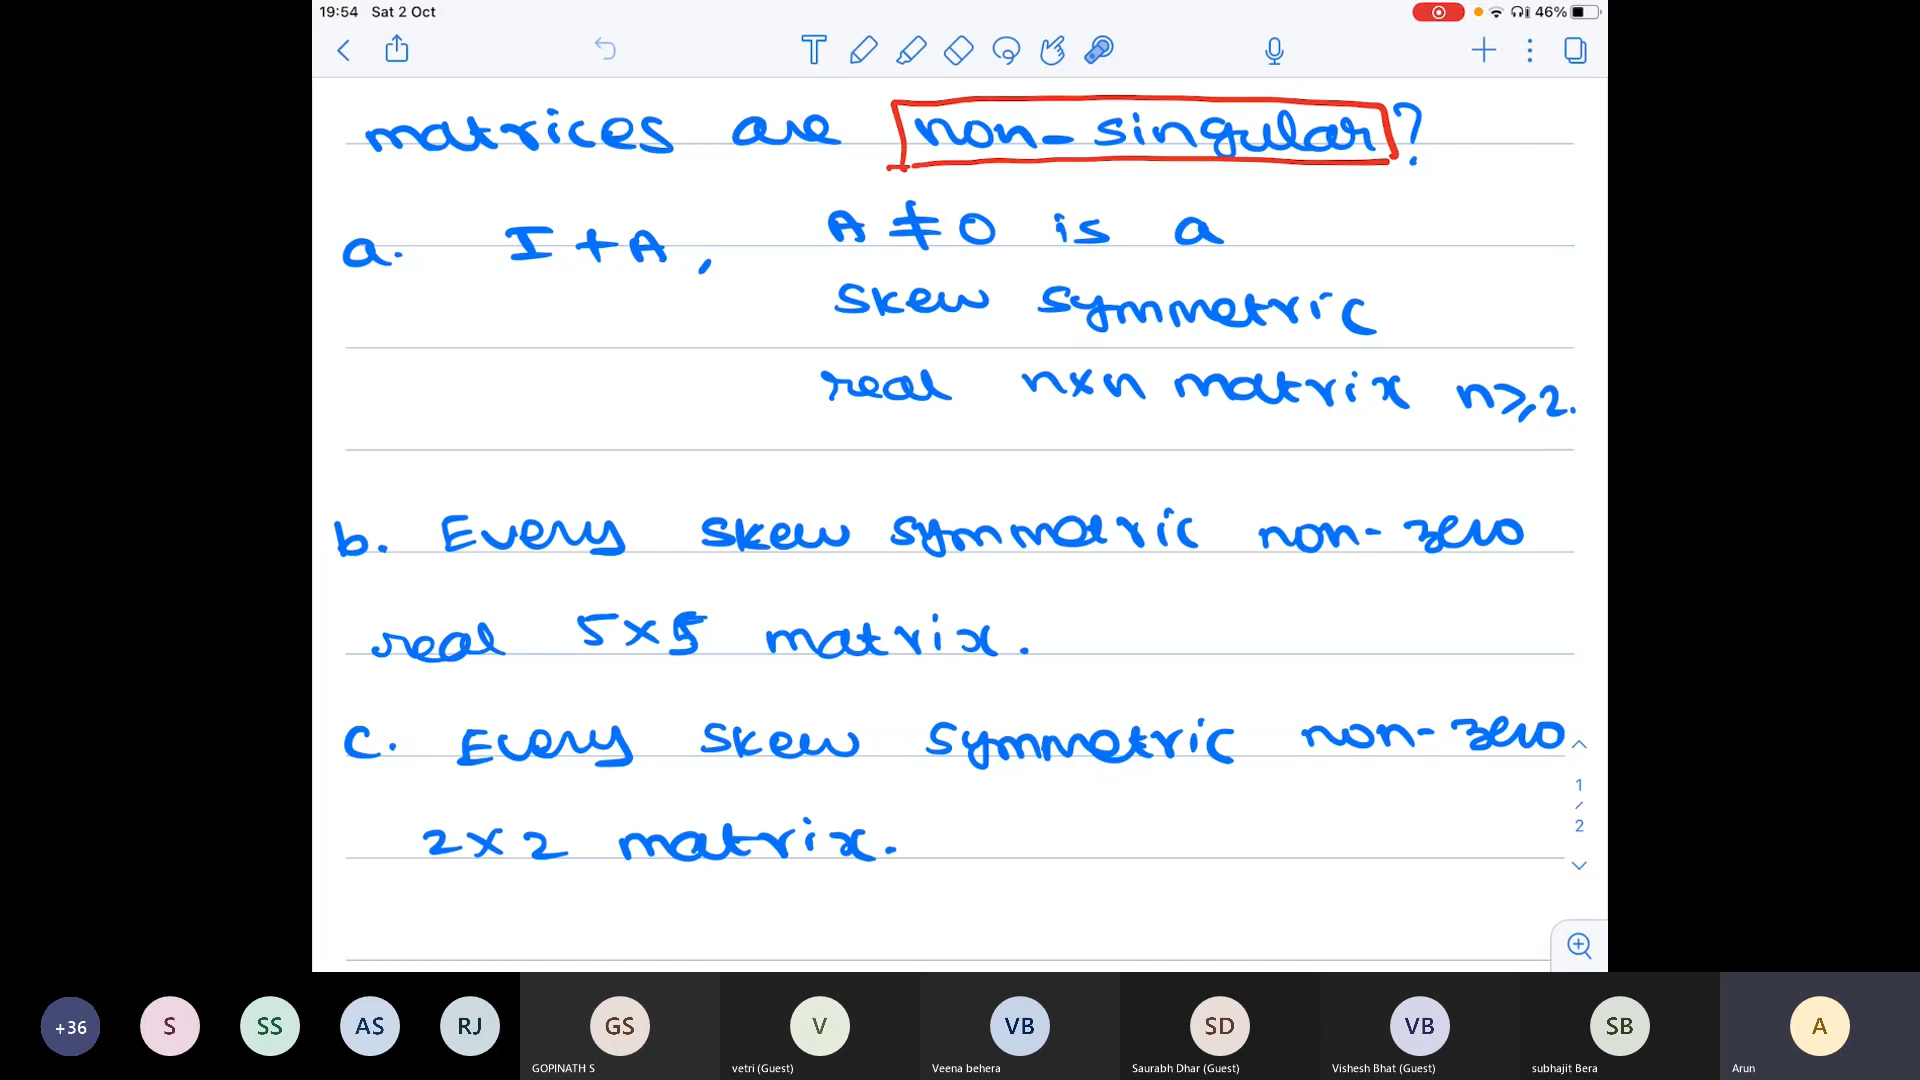 19:54 Sat 2 Oct 46%
matrices are non-singular?
a. I + A, A ≠ 0 is a
skew symmetric
real n×n matrix n⩾2.
b. Every skew symmetric non-zero
real 5×5 matrix.
c. Every skew symmetric non-zero
2×2 matrix.
1
/
2
+36 S SS AS RJ GS V VB SD VB SB A
GOPINATH S vetri (Guest) Veena behera Saurabh Dhar (Guest) Vishesh Bhat (Guest) subhajit Bera Arun